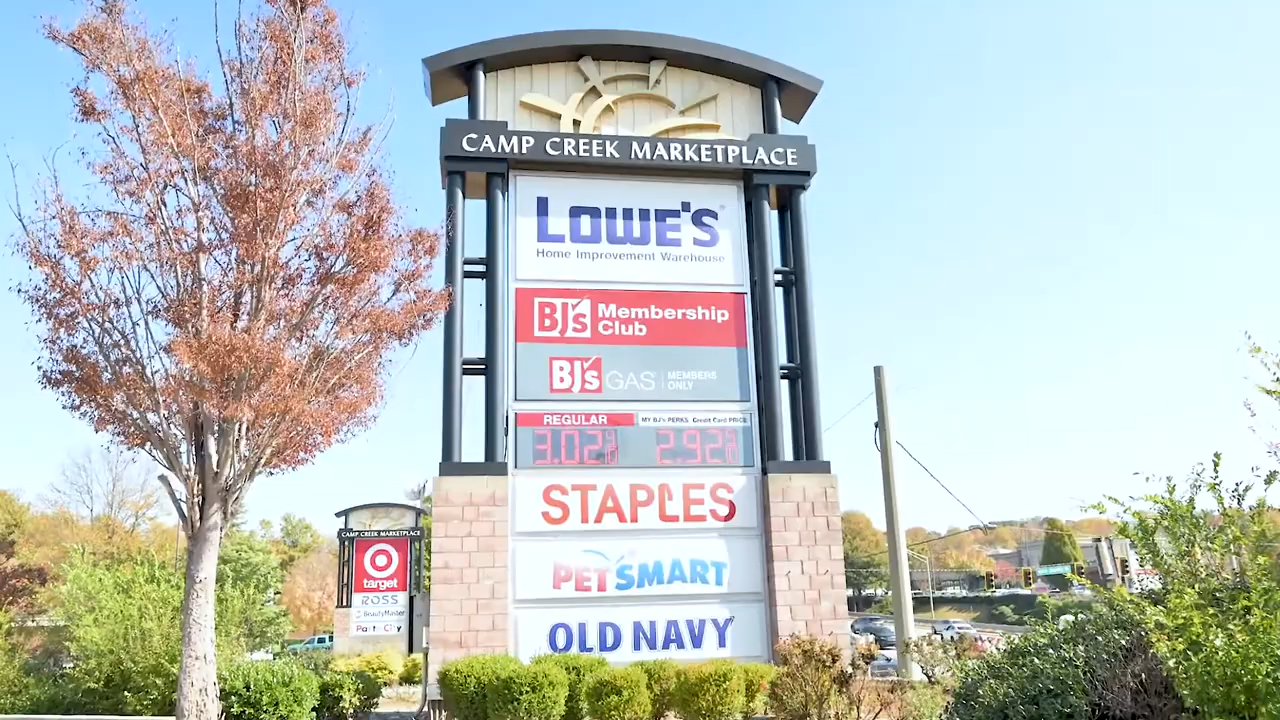 CAMP CREEK MARKETPLACE
LOWE'S
Home Improvement Warehouse
BJ's Membership
Club
BJ's GAS MEMBERS
ONLY
REGULAR MY BJ's PERKS Credit Card PRICE
3.02 2.92
STAPLES
PETSMART
OLD NAVY
CAMP CREEK MARKETPLACE
target
ROSS
BeautyMaster
Party City